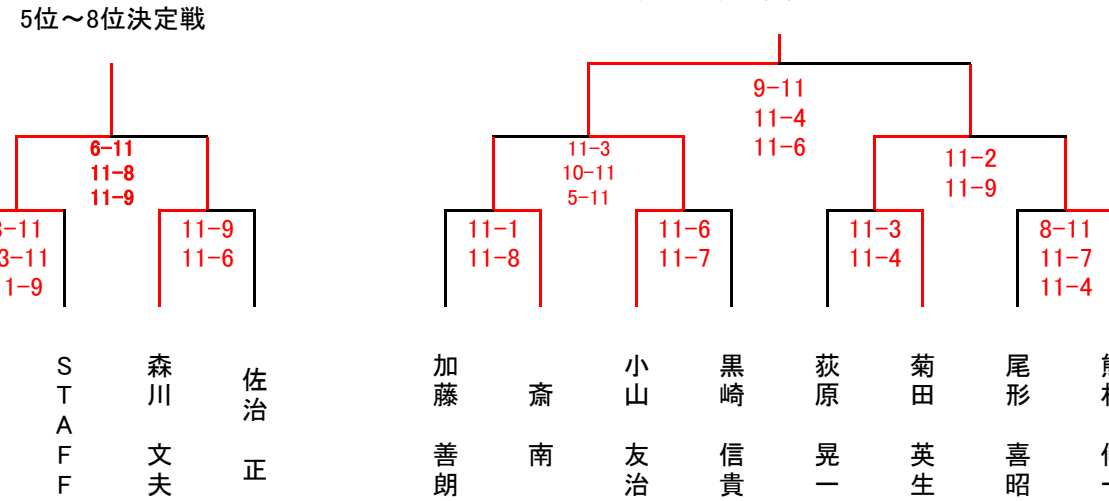 5位～8位決定戦
9-11
11-4
11-6
6-11
11-8
11-9
11-3
10-11
5-11
11-2
11-9
-11
-11
-9
11-9
11-6
11-1
11-8
11-6
11-7
11-3
11-4
8-11
11-7
11-4
STAFF
森川 文夫
佐治 正
加藤 善朗
斎 南
小山 友治
黒崎 信貴
荻原 晃一
菊田 英生
尾形 喜昭